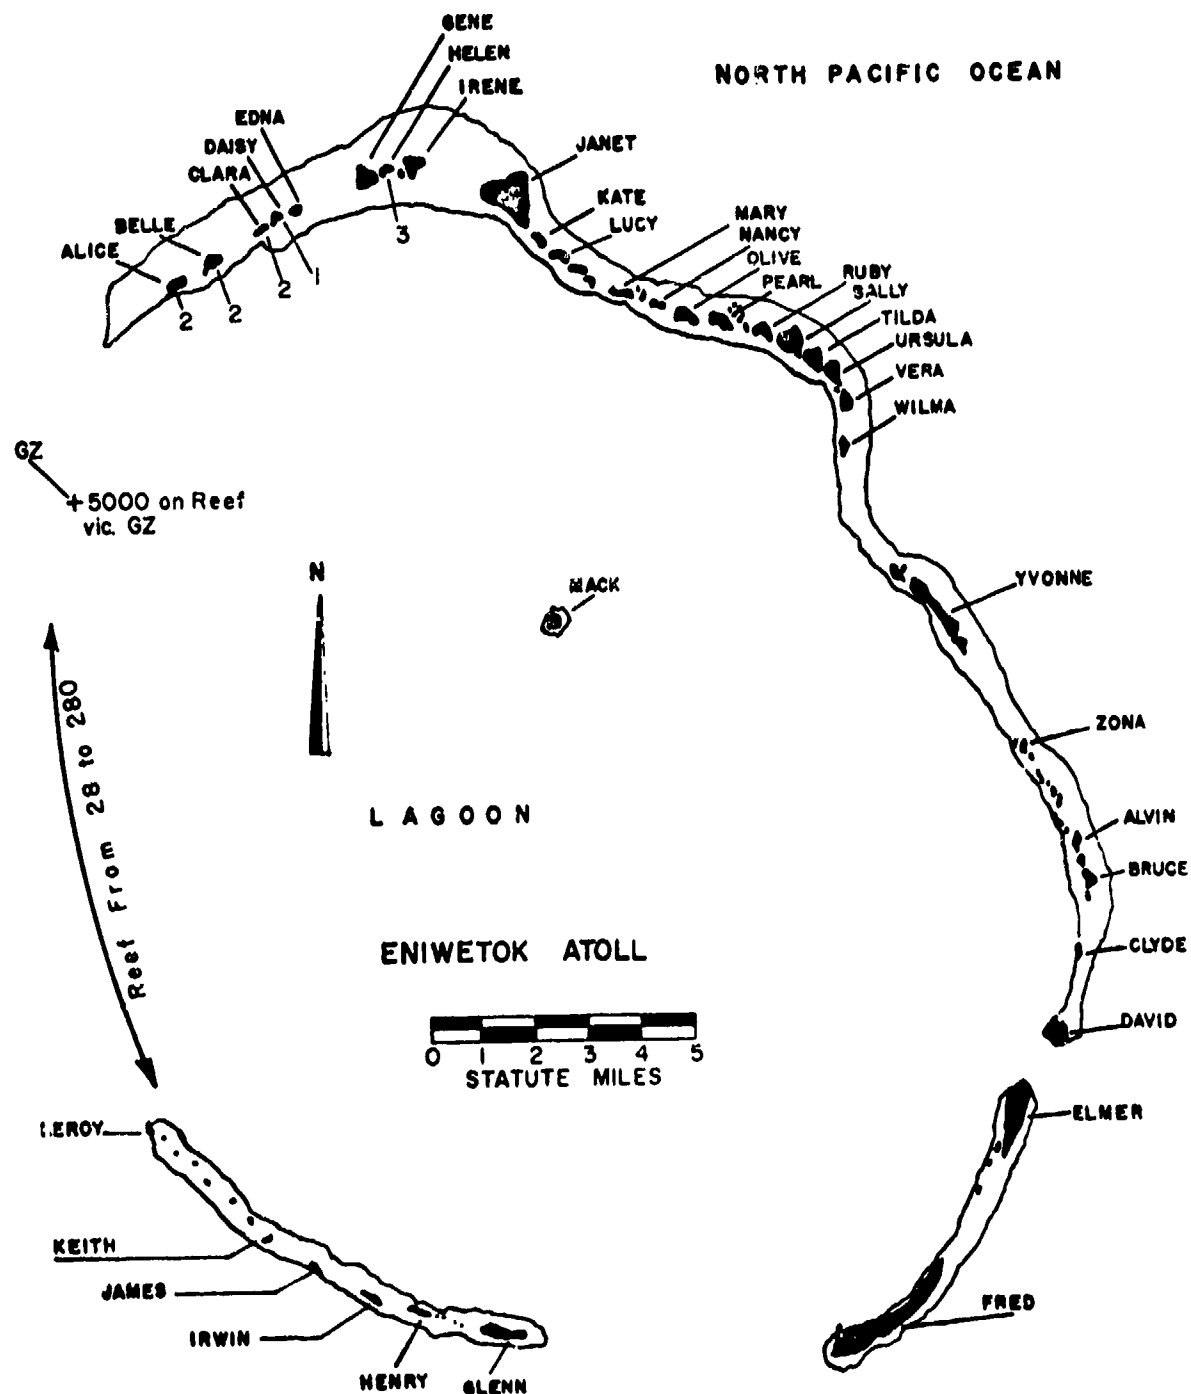 GENE
HELEN
IRENE
NORTH PACIFIC OCEAN
EDNA
DAISY
CLARA
JANET
BELLE
ALICE
KATE
LUCY
MARY
NANCY
OLIVE
PEARL
RUBY
SALLY
TILDA
URSULA
VERA
WILMA
3
1
2
2
2
GZ
+5000 on Reef
vic. GZ
N
MACK
YVONNE
Reef From 28 to 280
ZONA
LAGOON
ALVIN
BRUCE
ENIWETOK ATOLL
CLYDE
DAVID
0 1 2 3 4 5
STATUTE MILES
LEROY
ELMER
KEITH
JAMES
IRWIN
HENRY
GLENN
FRED